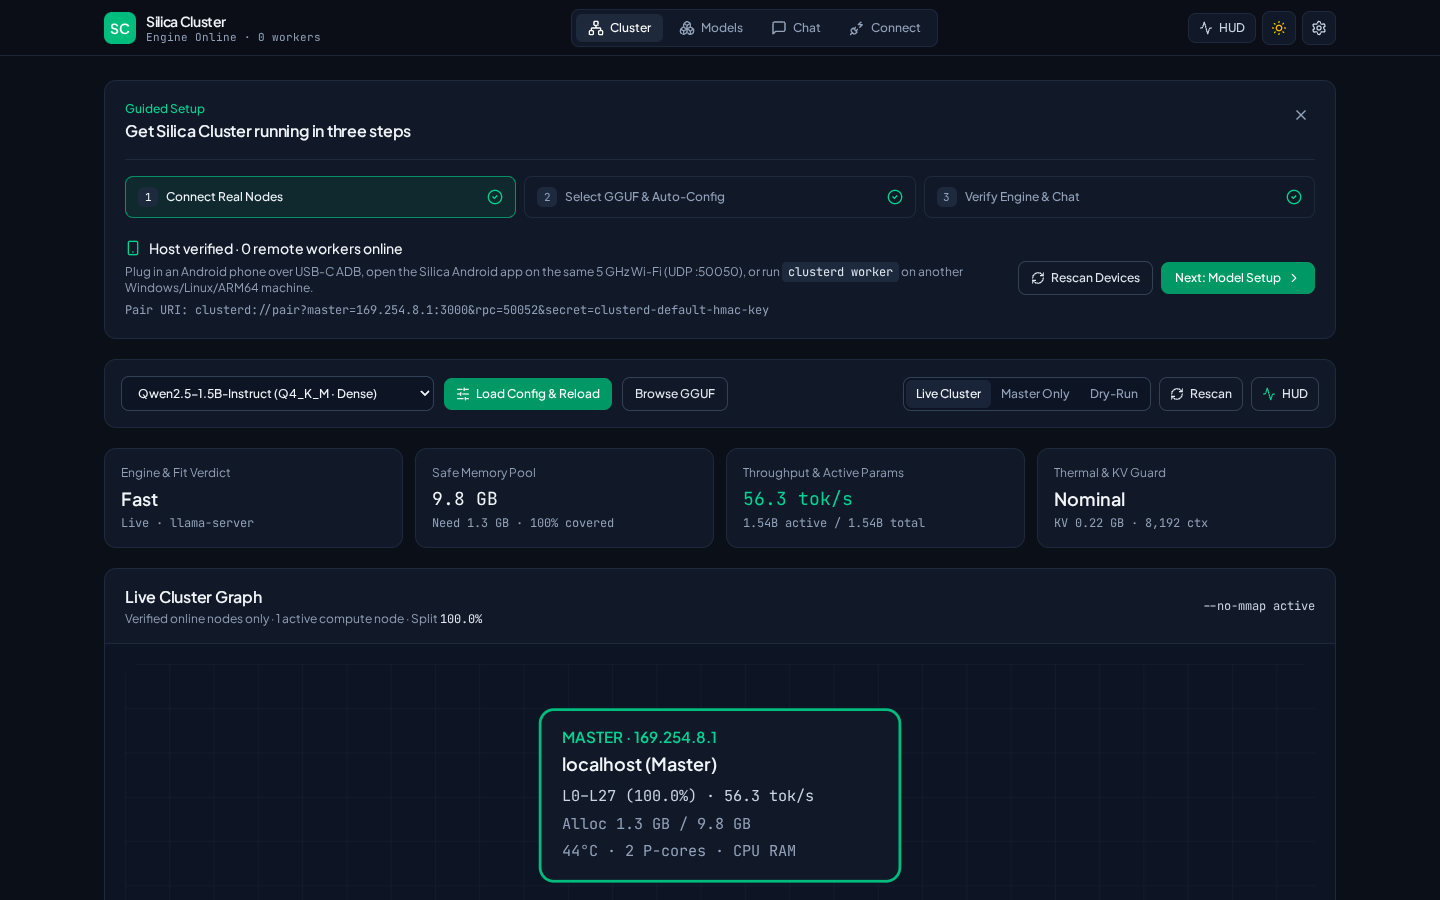 SC
Silica Cluster
Engine Online · 0 workers
Cluster
Models
Chat
Connect
HUD
Guided Setup
Get Silica Cluster running in three steps
1 Connect Real Nodes
2 Select GGUF & Auto-Config
3 Verify Engine & Chat
Host verified · 0 remote workers online
Plug in an Android phone over USB-C ADB, open the Silica Android app on the same 5 GHz Wi-Fi (UDP :50050), or run clusterd worker on another
Windows/Linux/ARM64 machine.
Pair URI: clusterd://pair?master=169.254.8.1:3000&rpc=50052&secret=clusterd-default-hmac-key
Rescan Devices
Next: Model Setup
Qwen2.5-1.5B-Instruct (Q4_K_M · Dense)
Load Config & Reload
Browse GGUF
Live Cluster
Master Only
Dry-Run
Rescan
HUD
Engine & Fit Verdict
Fast
Live · llama-server
Safe Memory Pool
9.8 GB
Need 1.3 GB · 100% covered
Throughput & Active Params
56.3 tok/s
1.54B active / 1.54B total
Thermal & KV Guard
Nominal
KV 0.22 GB · 8,192 ctx
Live Cluster Graph
Verified online nodes only · 1 active compute node · Split 100.0%
--no-mmap active
MASTER · 169.254.8.1
localhost (Master)
L0-L27 (100.0%) · 56.3 tok/s
Alloc 1.3 GB / 9.8 GB
44°C · 2 P-cores · CPU RAM